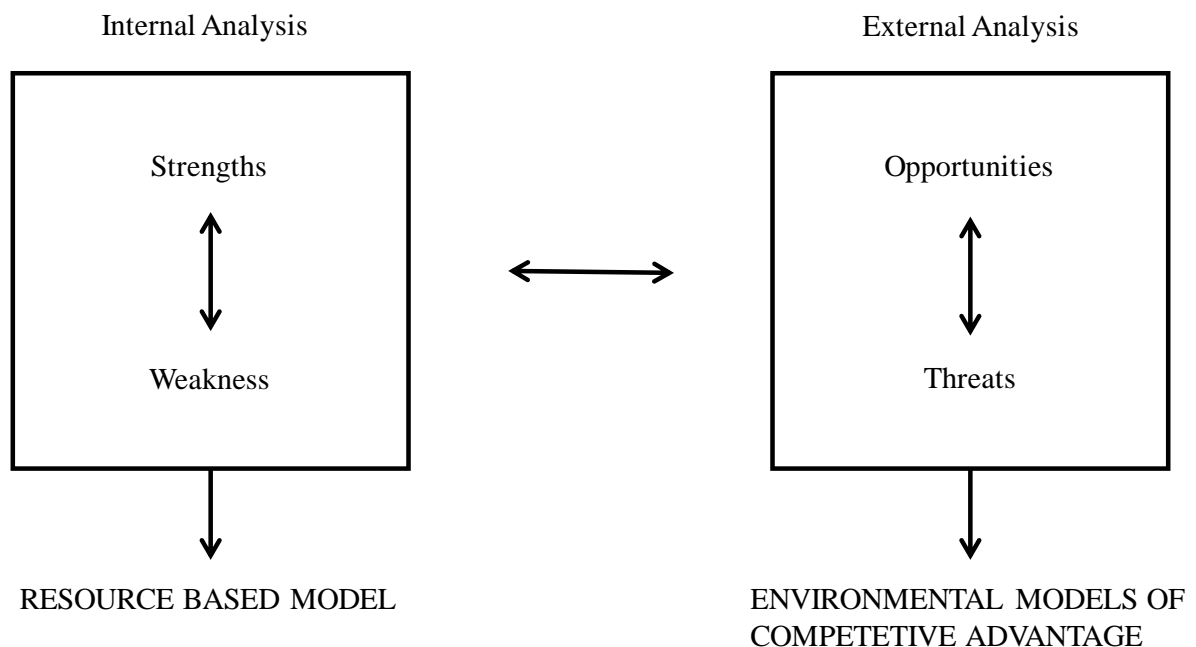 Internal Analysis
External Analysis
Strengths
Opportunities
Weakness
Threats
RESOURCE BASED MODEL
ENVIRONMENTAL MODELS OF
COMPETETIVE ADVANTAGE